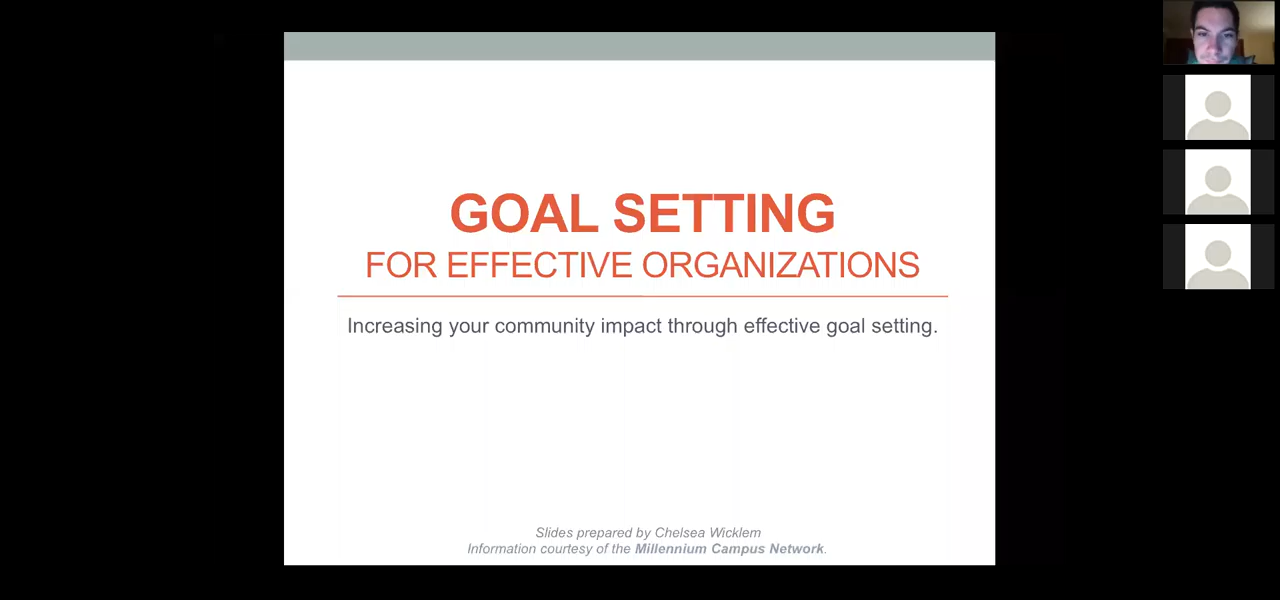 GOAL SETTING
FOR EFFECTIVE ORGANIZATIONS
Increasing your community impact through effective goal setting.
Slides prepared by Chelsea Wicklem
Information courtesy of the Millennium Campus Network.